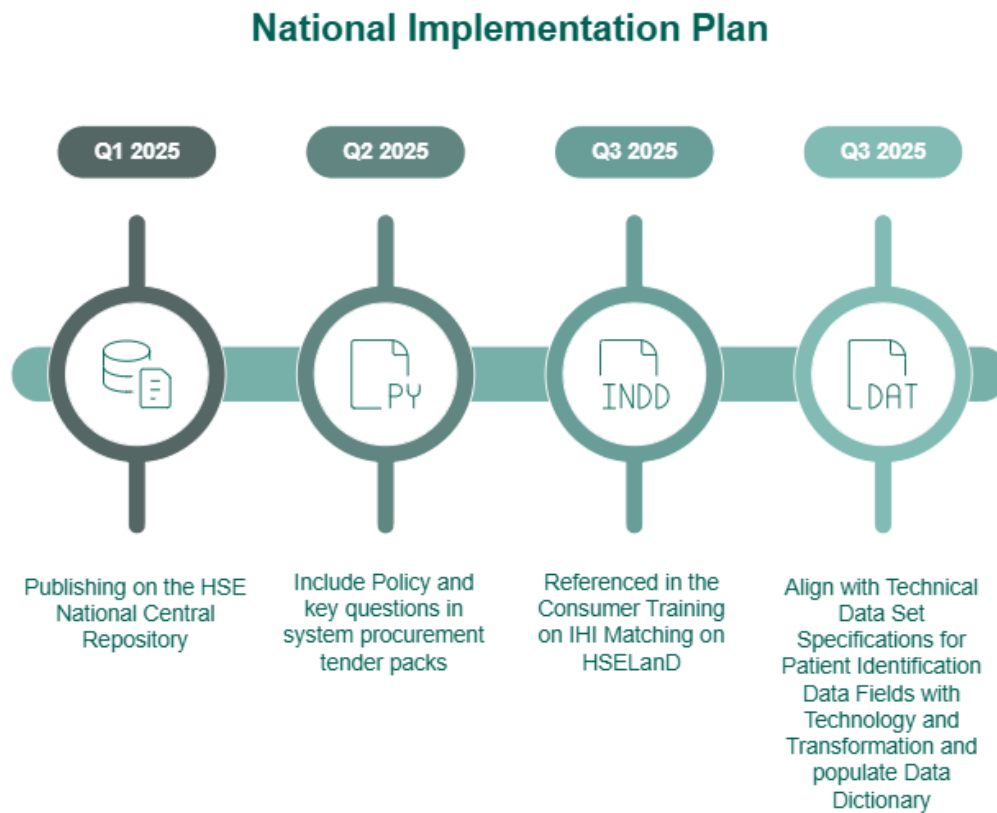 National Implementation Plan
Q1 2025
Q2 2025
Q3 2025
Q3 2025
PY
INDD
DAT
Publishing on the HSE
National Central
Repository
Include Policy and
key questions in
system procurement
tender packs
Referenced in the
Consumer Training
on IHI Matching on
HSELanD
Align with Technical
Data Set
Specifications for
Patient Identification
Data Fields with
Technology and
Transformation and
populate Data
Dictionary